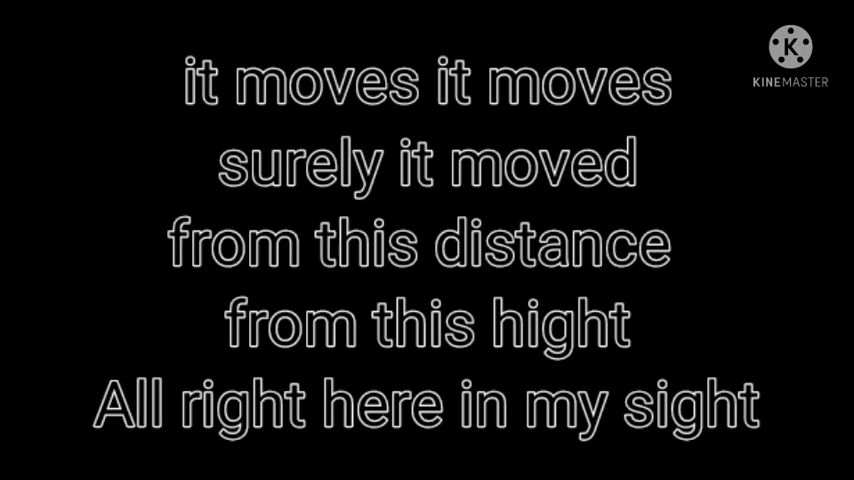 K
KINEMASTER
it moves it moves
surely it moved
from this distance
from this hight
All right here in my sight